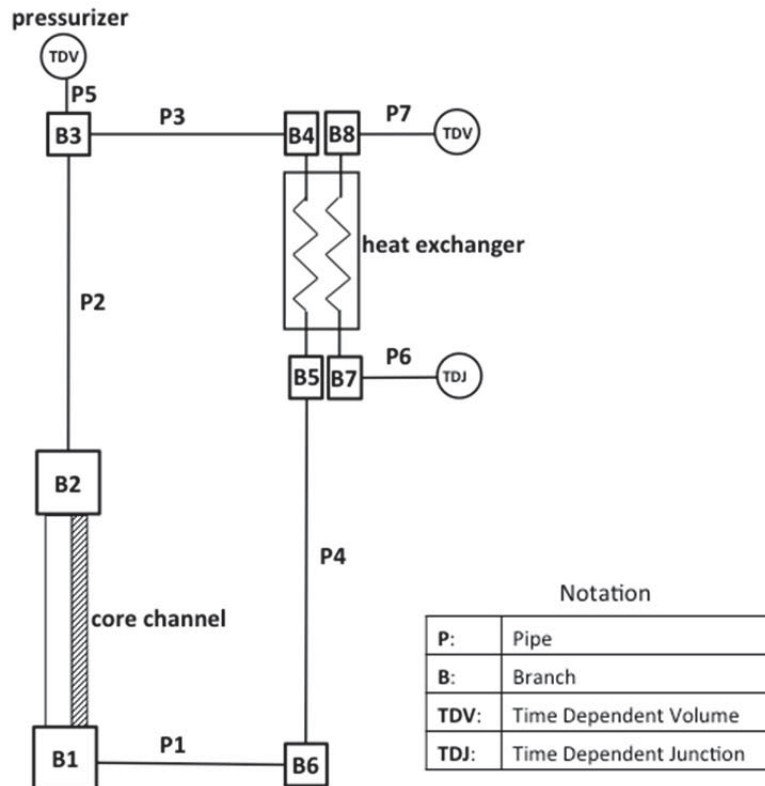 pressurizer
TDV
P5
P3
P7
B3
B4
B8
TDV
heat exchanger
P2
P6
B5
B7
TDJ
B2
P4
core channel
Notation
P: Pipe
B: Branch
TDV: Time Dependent Volume
TDJ: Time Dependent Junction
P1
B1
B6